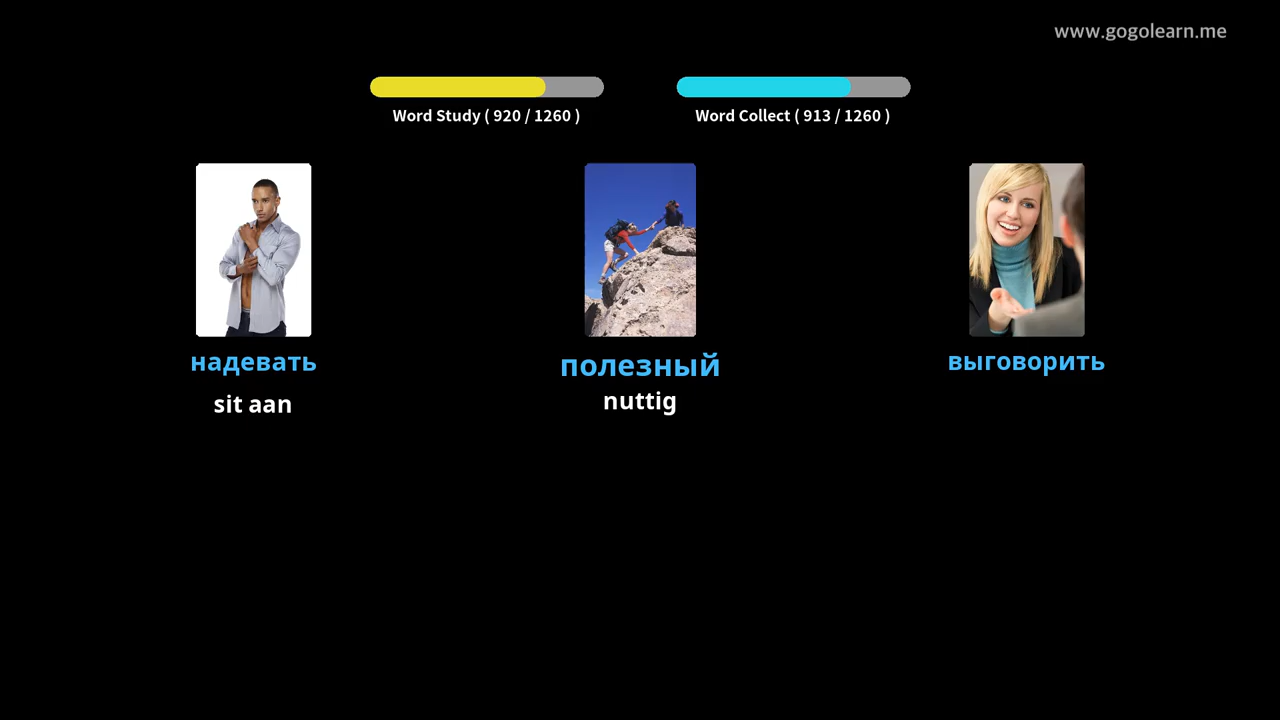 www.gogolearn.me
Word Study ( 920 / 1260 )
Word Collect ( 913 / 1260 )
надевать
полезный
выговорить
sit aan
nuttig